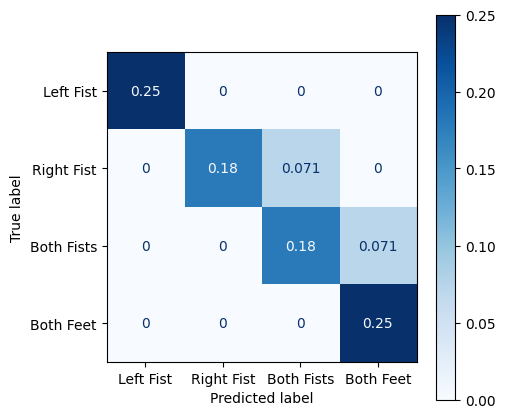 Left Fist 0.25 0 0 0
Right Fist 0 0.18 0.071 0
Both Fists 0 0 0.18 0.071
Both Feet 0 0 0 0.25
Left Fist Right Fist Both Fists Both Feet
Predicted label
True label
0.25
0.20
0.15
0.10
0.05
0.00